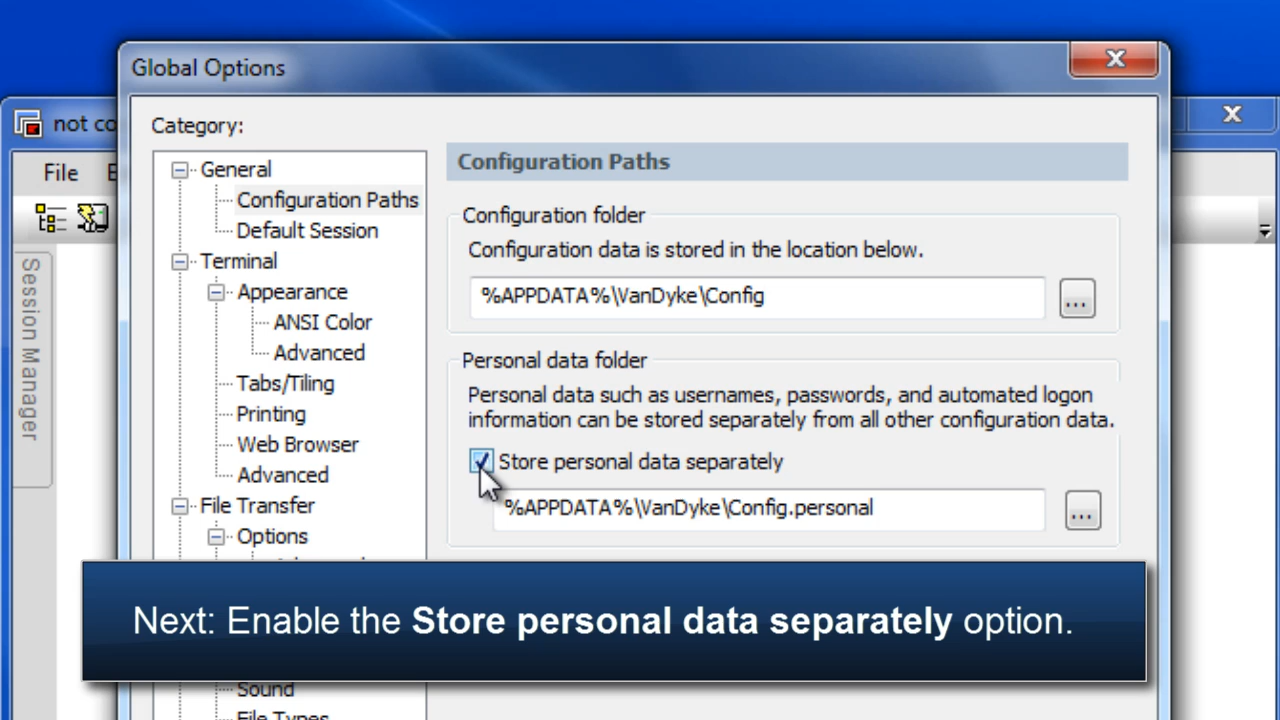 Global Options
not co
File
Category:
General
Configuration Paths
Default Session
Terminal
Appearance
ANSI Color
Advanced
Tabs/Tiling
Printing
Web Browser
Advanced
File Transfer
Options
Sound
File Types
Session Manager
Configuration Paths
Configuration folder
Configuration data is stored in the location below.
%APPDATA%\VanDyke\Config
...
Personal data folder
Personal data such as usernames, passwords, and automated logon
information can be stored separately from all other configuration data.
Store personal data separately
%APPDATA%\VanDyke\Config.personal
...
Next: Enable the Store personal data separately option.